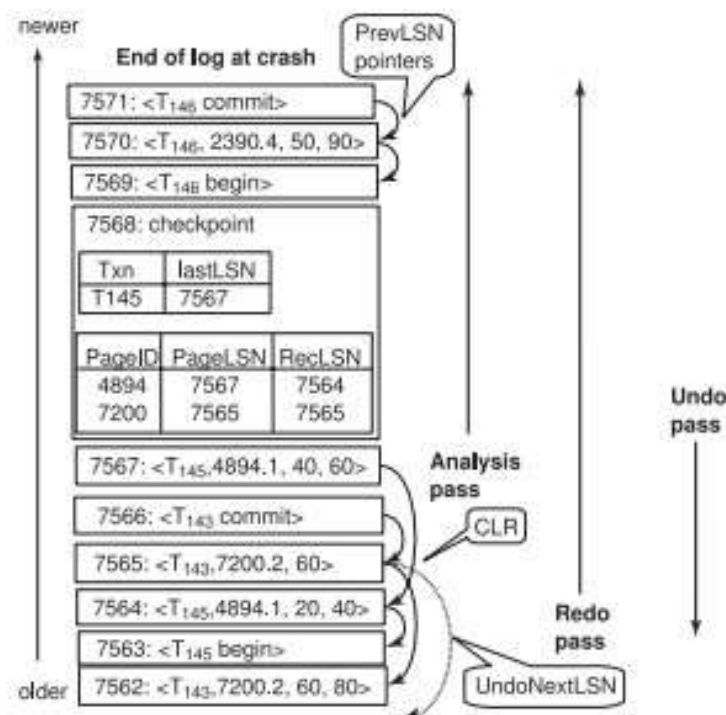 newer
End of log at crash
PrevLSN
pointers
7571: <T146 commit>
7570: <T146, 2390.4, 50, 90>
7569: <T146 begin>
7568: checkpoint
Txn lastLSN
T145 7567
PageID PageLSN RecLSN
4894 7567 7564
7200 7565 7565
7567: <T145,4894.1, 40, 60>
7566: <T143 commit>
7565: <T143,7200.2, 60>
7564: <T145,4894.1, 20, 40>
7563: <T145 begin>
older
7562: <T143,7200.2, 60, 80>
Analysis
pass
CLR
Redo
pass
UndoNextLSN
Undo
pass